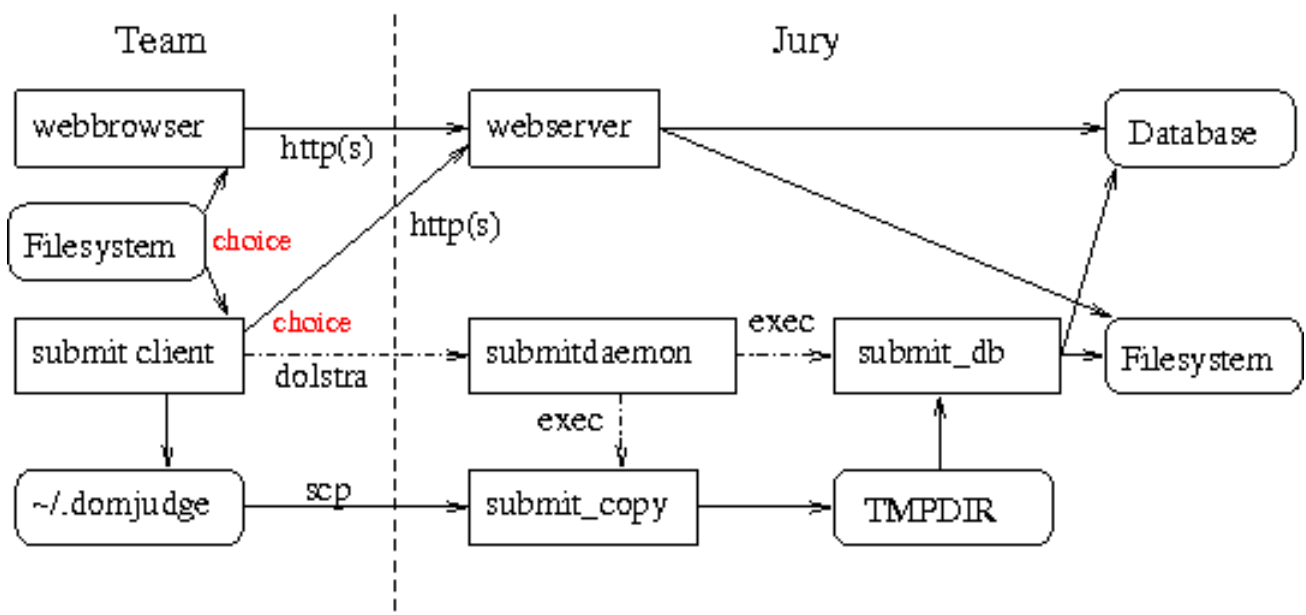 Team
Jury
webbrowser
http(s)
webserver
Database
Filesystem
choice
http(s)
submit client
choice
dolstra
submitdaemon
exec
submit_db
Filesystem
exec
~/.domjudge
scp
submit_copy
TMPDIR